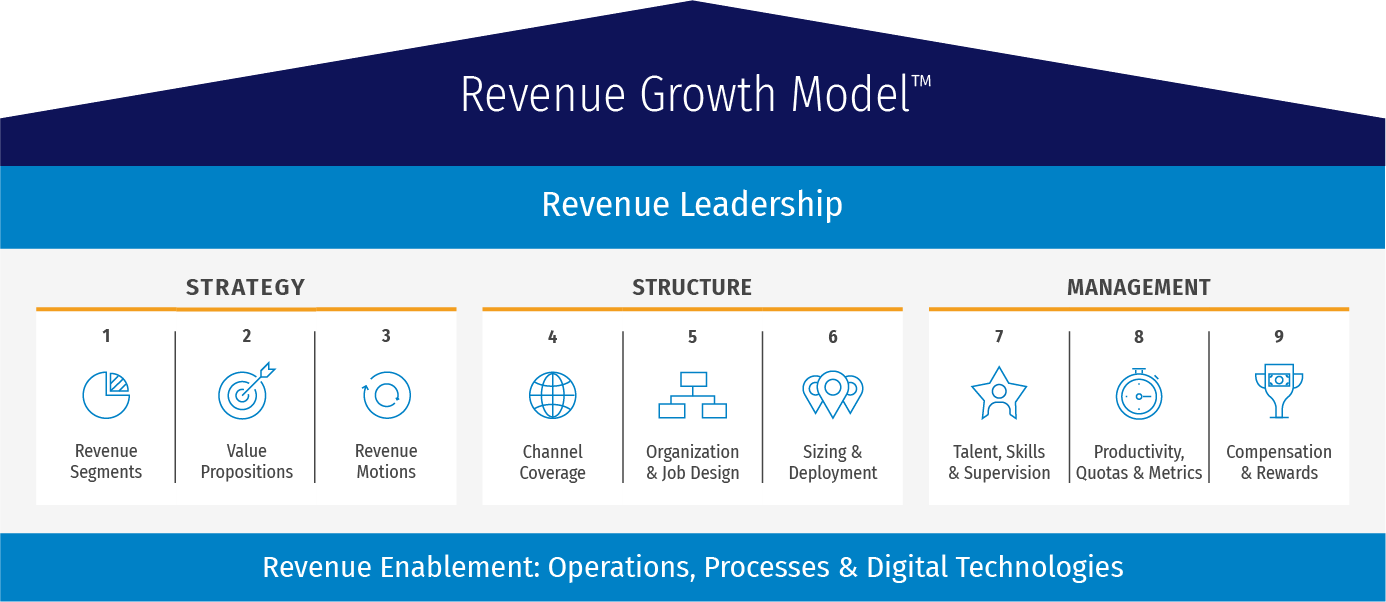 Revenue Growth Model™
Revenue Leadership
STRATEGY
1
Revenue
Segments
2
Value
Propositions
3
Revenue
Motions
STRUCTURE
4
Channel
Coverage
5
Organization
& Job Design
6
Sizing &
Deployment
MANAGEMENT
7
Talent, Skills
& Supervision
8
Productivity,
Quotas & Metrics
9
Compensation
& Rewards
Revenue Enablement: Operations, Processes & Digital Technologies